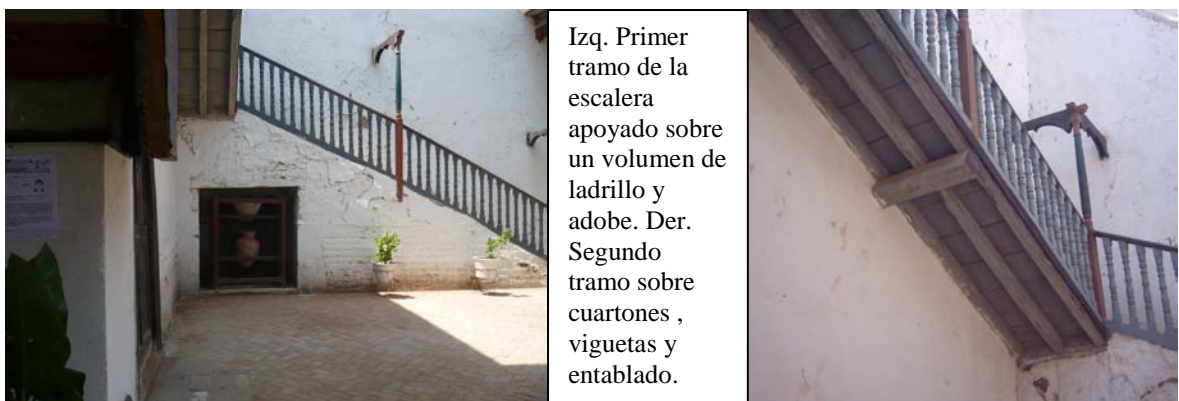 Izq. Primer
tramo de la
escalera
apoyado sobre
un volumen de
ladrillo y
adobe. Der.
Segundo
tramo sobre
cuartones ,
viguetas y
entablado.